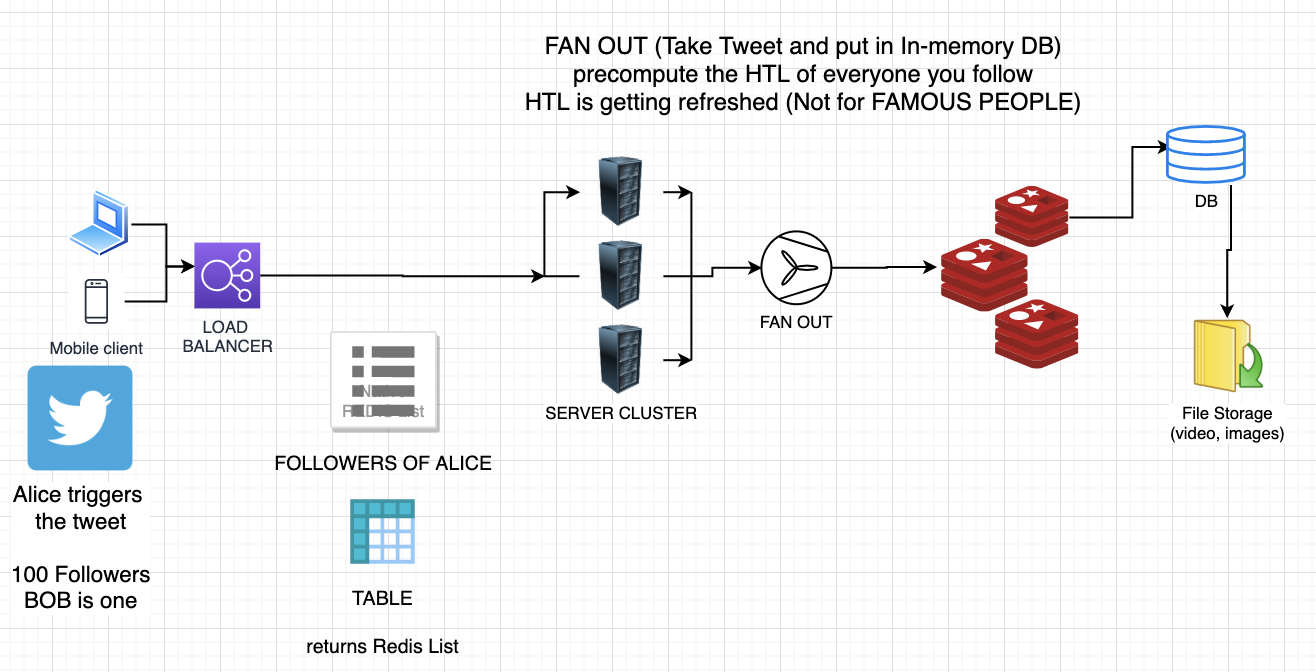 FAN OUT (Take Tweet and put in In-memory DB)
precompute the HTL of everyone you follow
HTL is getting refreshed (Not for FAMOUS PEOPLE)
DB
FAN OUT
LOAD
BALANCER
Mobile client
List
SERVER CLUSTER
File Storage
(video, images)
FOLLOWERS OF ALICE
Alice triggers
the tweet
100 Followers
BOB is one
TABLE
returns Redis List